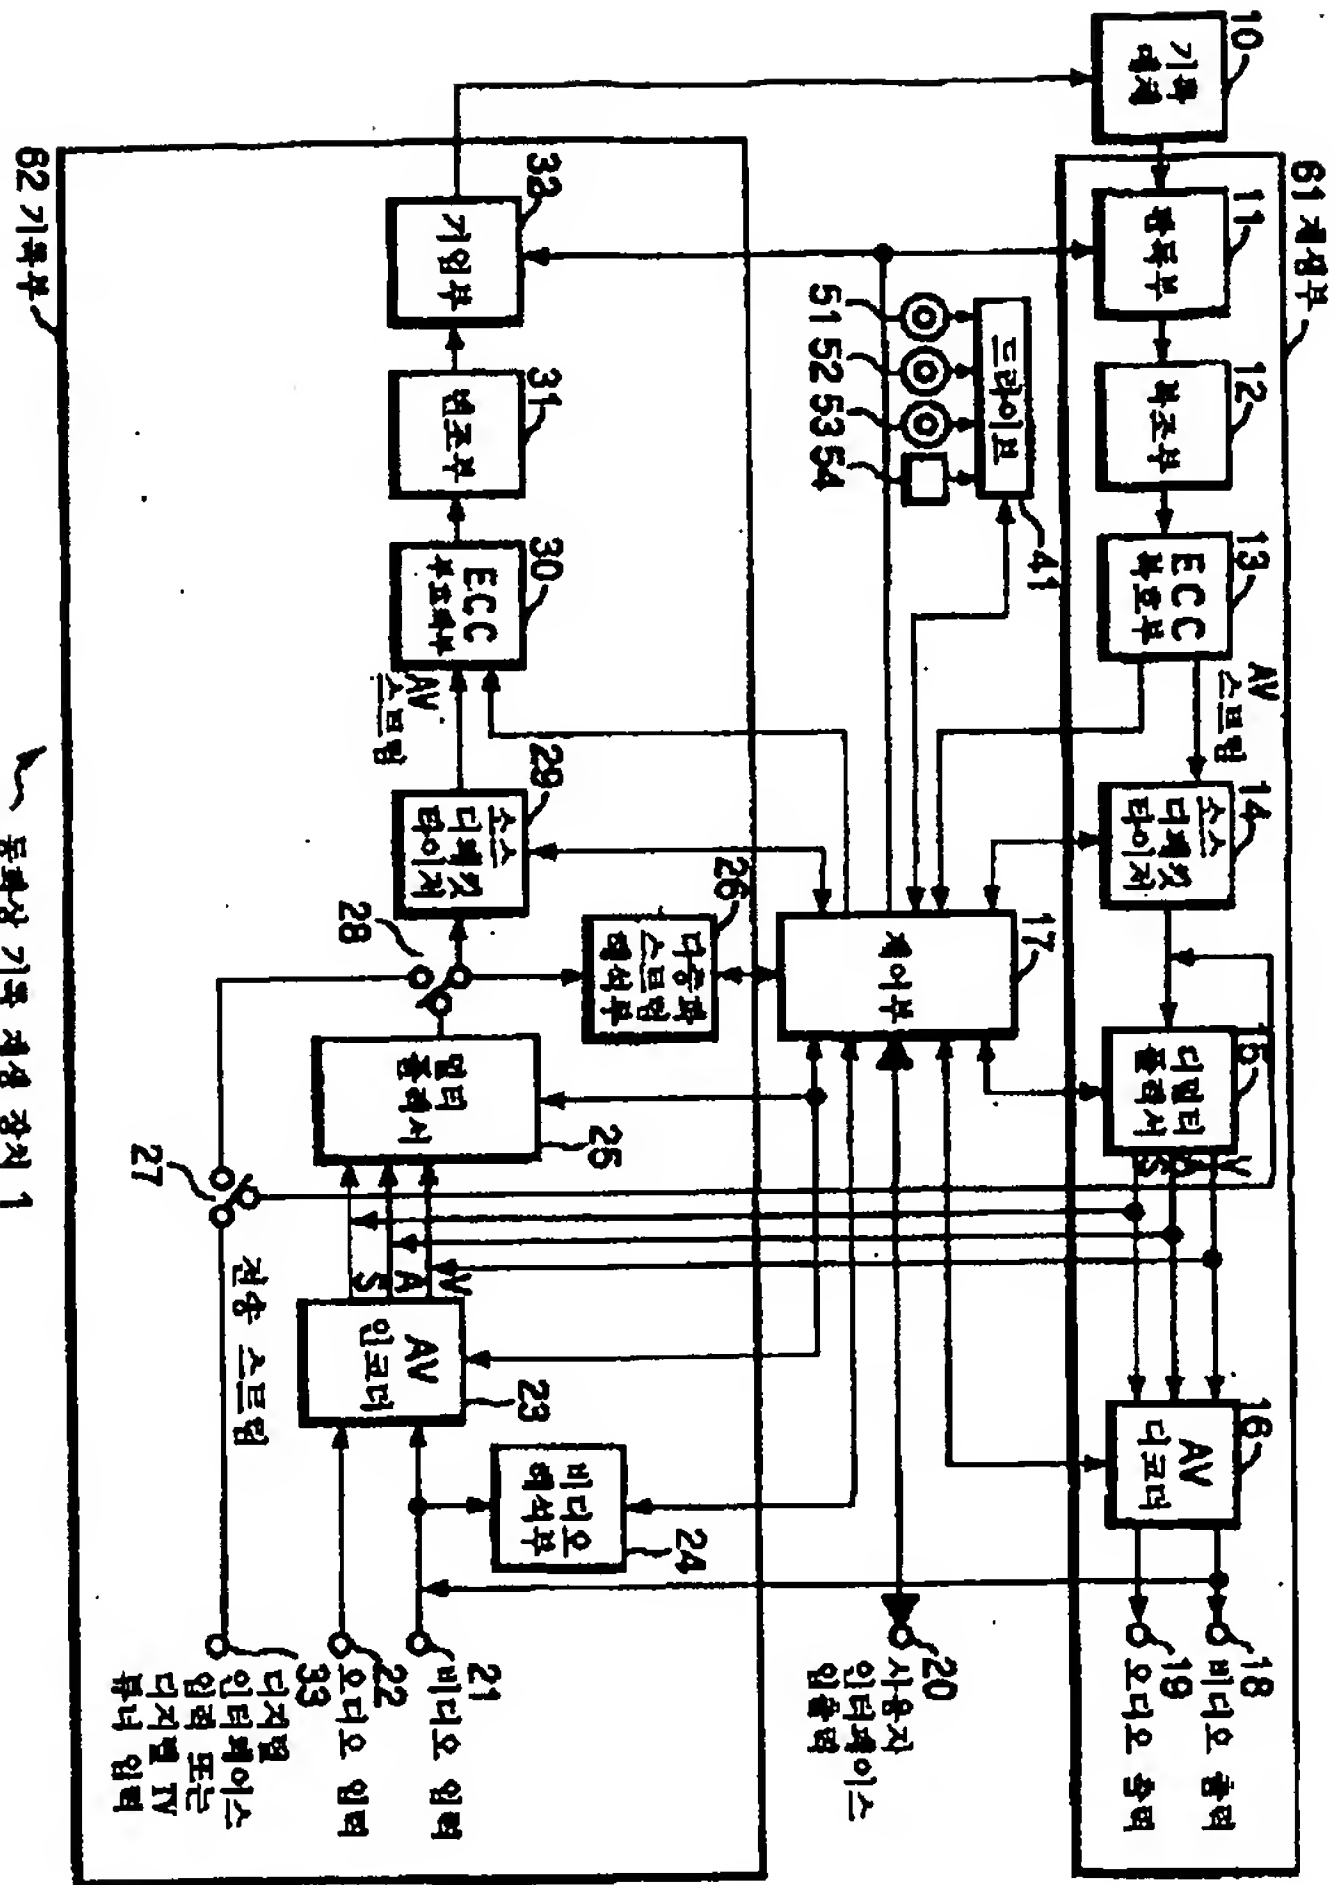 61 재생부
10
기록
매체
11
판독부
12
복조부
13
ECC
복호부
AV
스트림
14
소스
디패킷
타이저
15
디멀티
플렉서
V
A
S
16
AV
디코더
18
비디오 출력
19
오디오 출력
51
52
53
54
드라이브
41
17
제어부
20
사용자
인터페이스
입출력
62 기록부
32
기입부
31
변조부
30
ECC
부호화부
AV
스트림
29
소스
디패킷
타이저
28
26
다중화
스트림
해석부
25
멀티
플렉서
27
전송 스트림
V
A
S
23
AV
인코더
24
비디오
해석부
21
비디오 입력
22
오디오 입력
33
디지털
인터페이스
입력 또는
디지털 TV
튜너 입력
동화상 기록 재생 장치 1